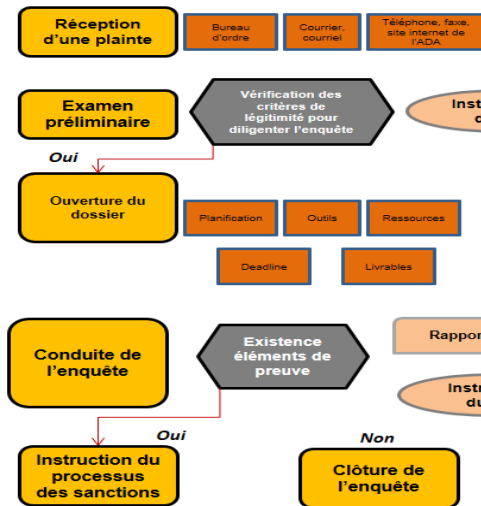 Réception
d'une plainte
Bureau
d'ordre
Courrier,
courriel
Téléphone, faxe,
site internet de
l'ADA
Examen
préliminaire
Vérification des
critères de
légitimité pour
diligenter l'enquête
Oui
Ouverture du
dossier
Planification
Outils
Ressources
Deadline
Livrables
Conduite de
l'enquête
Existence
éléments de
preuve
Oui
Non
Instruction du
processus
des sanctions
Clôture de
l'enquête